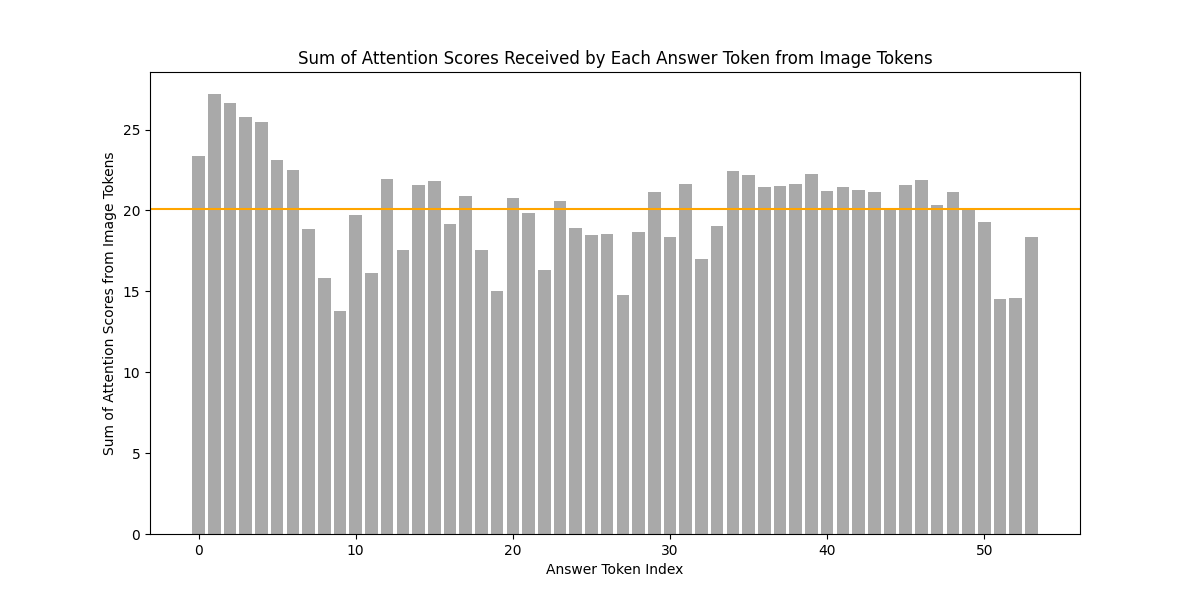 Sum of Attention Scores Received by Each Answer Token from Image Tokens
Sum of Attention Scores from Image Tokens
25
20
15
10
5
0
0 10 20 30 40 50
Answer Token Index